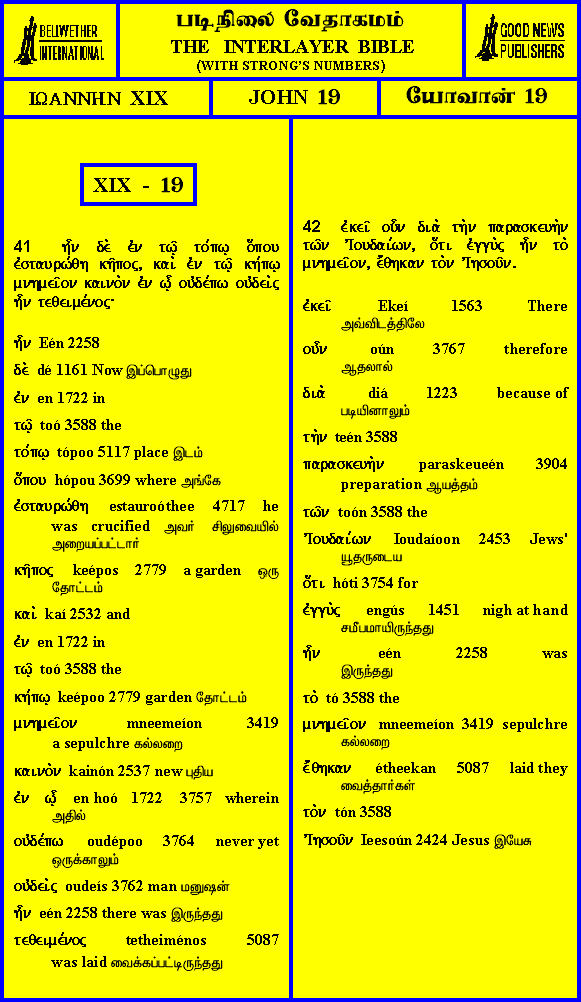 BELLWETHER
INTERNATIONAL
படிநிலை வேதாகமம்
THE INTERLAYER BIBLE
(WITH STRONG'S NUMBERS)
GOOD NEWS
PUBLISHERS
ΙΩΑΝΝΗΝ XIX
JOHN 19
யோவான் 19
XIX - 19
41 ἦν δὲ ἐν τῷ τόπῳ ὅπου
ἐσταυρώθη κῆπος, καὶ ἐν τῷ κήπῳ
μνημεῖον καινὸν ἐν ᾧ οὐδέπω οὐδεὶς
ἦν τεθειμένος·
ἦν Eén 2258
δὲ dé 1161 Now இப்பொழுது
ἐν en 1722 in
τῷ toó 3588 the
τόπῳ tópoo 5117 place இடம்
ὅπου hópou 3699 where அங்கே
ἐσταυρώθη estauroóthee 4717 he
was crucified அவர் சிலுவையில்
அறையப்பட்டார்
κῆπος keépos 2779 a garden ஒரு
தோட்டம்
καὶ kaí 2532 and
ἐν en 1722 in
τῷ toó 3588 the
κήπῳ keépoo 2779 garden தோட்டம்
μνημεῖον mneemeíon 3419
a sepulchre கல்லறை
καινὸν kainón 2537 new புதிய
ἐν ᾧ en hoó 1722 3757 wherein
அதில்
οὐδέπω oudépoo 3764 never yet
ஒருக்காலும்
οὐδεὶς oudeís 3762 man மனுஷன்
ἦν eén 2258 there was இருந்தது
τεθειμένος tetheiménos 5087
was laid வைக்கப்பட்டிருந்தது
42 ἐκεῖ οὖν διὰ τὴν παρασκευὴν
τῶν Ἰουδαίων, ὅτι ἐγγὺς ἦν τὸ
μνημεῖον, ἔθηκαν τὸν Ἰησοῦν.
ἐκεῖ Ekeí 1563 There
அவ்விடத்திலே
οὖν oún 3767 therefore
ஆதலால்
διὰ diá 1223 because of
படியினாலும்
τὴν teén 3588
παρασκευὴν paraskeueén 3904
preparation ஆயத்தம்
τῶν toón 3588 the
Ἰουδαίων Ioudaíoon 2453 Jews'
யூதருடைய
ὅτι hóti 3754 for
ἐγγὺς engús 1451 nigh at hand
சமீபமாயிருந்தது
ἦν eén 2258 was
இருந்தது
τὸ tó 3588 the
μνημεῖον mneemeíon 3419 sepulchre
கல்லறை
ἔθηκαν étheekan 5087 laid they
வைத்தார்கள்
τὸν tón 3588
Ἰησοῦν Ieesoún 2424 Jesus இயேசு